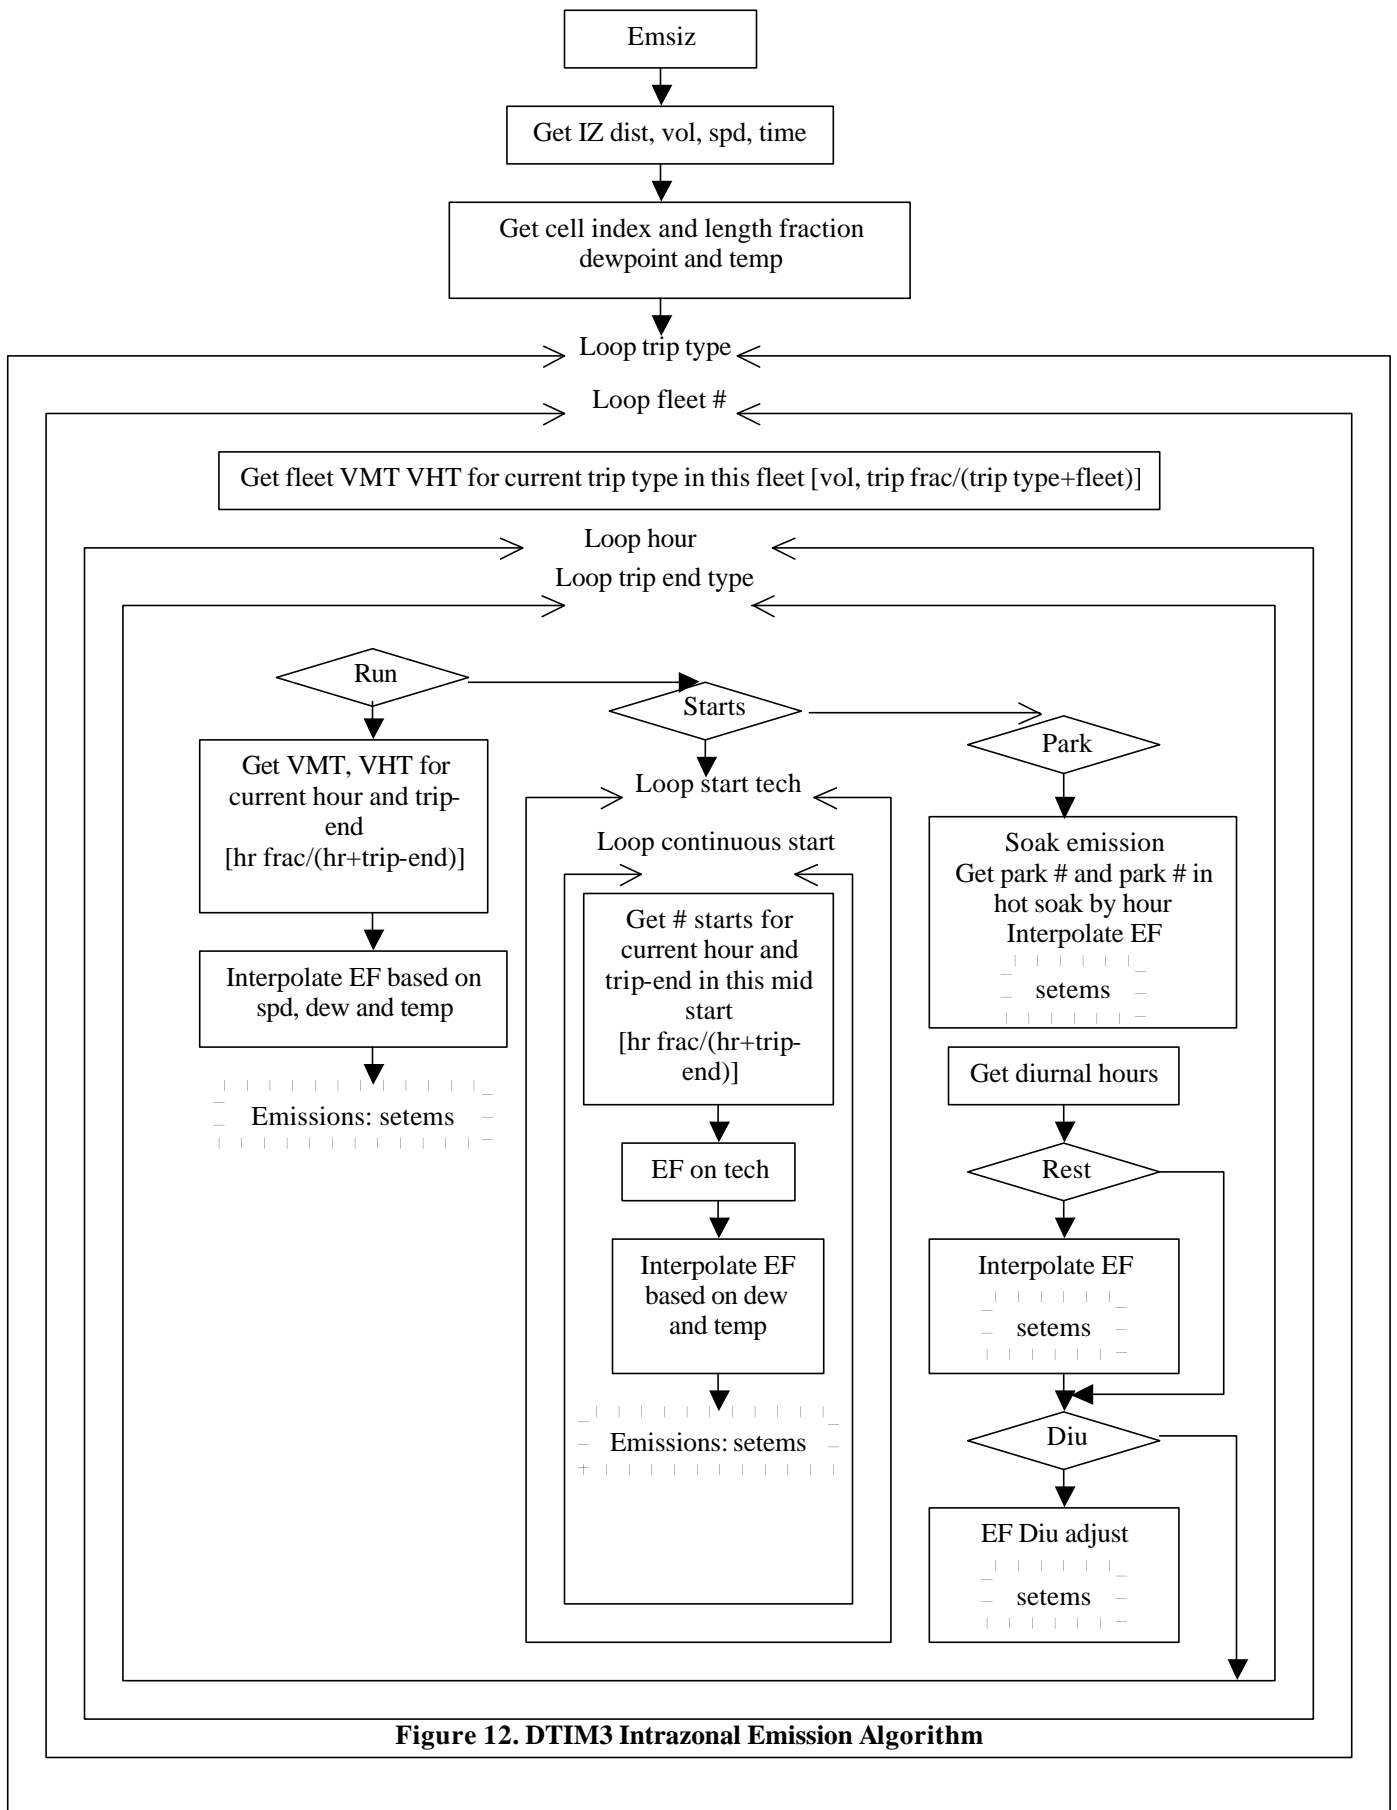 Emsiz
Get IZ dist, vol, spd, time
Get cell index and length fraction
dewpoint and temp
Loop trip type
Loop fleet #
Get fleet VMT VHT for current trip type in this fleet [vol, trip frac/(trip type+fleet)]
Loop hour
Loop trip end type
Run
Get VMT, VHT for
current hour and trip-
end
[hr frac/(hr+trip-end)]
Interpolate EF based on
spd, dew and temp
Emissions: setems
Starts
Loop start tech
Loop continuous start
Get # starts for
current hour and
trip-end in this mid
start
[hr frac/(hr+trip-
end)]
EF on tech
Interpolate EF
based on dew
and temp
Emissions: setems
Park
Soak emission
Get park # and park # in
hot soak by hour
Interpolate EF
setems
Get diurnal hours
Rest
Interpolate EF
setems
Diu
EF Diu adjust
setems
Figure 12. DTIM3 Intrazonal Emission Algorithm